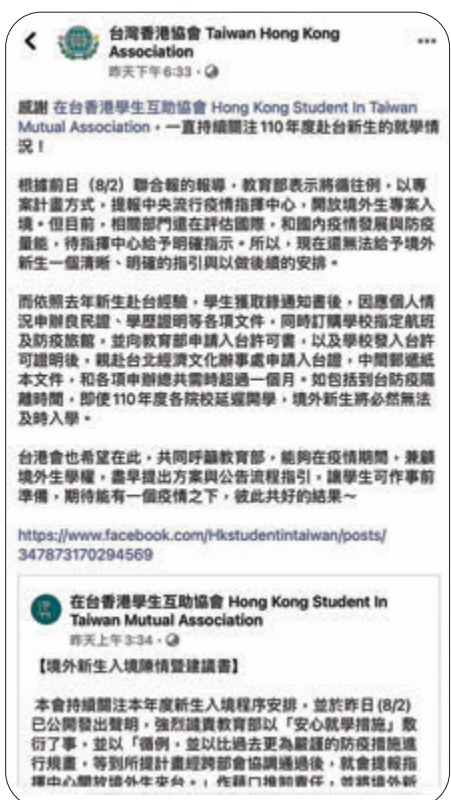 台灣香港協會 Taiwan Hong Kong
Association
昨天下午6:33 ·
感謝 在台香港學生互助協會 Hong Kong Student In Taiwan
Mutual Association，一直持續關注110年度赴台新生的就學情
況！
根據前日（8/2）聯合報的報導，教育部表示將循往例，以專
案計畫方式，提報中央流行疫情指揮中心，開放境外生專案入
境。但目前，相關部門還在評估國際，和國內疫情發展與防疫
量能，待指揮中心給予明確指示。所以，現在還無法給予境外
新生一個清晰、明確的指引與以做後續的安排。
而依照去年新生赴台經驗，學生獲取錄通知書後，因應個人情
況申辦良民證、學歷證明等各項文件，同時訂購學校指定航班
及防疫旅館，並向教育部申請入台許可書，以及學校發入台許
可證明後，親赴台北經濟文化辦事處申請入台證，中間郵遞紙
本文件，和各項申辦總共需時超過一個月。如包括到台防疫隔
離時間，即使110年度各院校延遲開學，境外新生將必然無法
及時入學。
台港會也希望在此，共同呼籲教育部，能夠在疫情期間，兼顧
境外生學權，盡早提出方案與公告流程指引，讓學生可作事前
準備，期待能有一個疫情之下，彼此共好的結果～
https://www.facebook.com/Hkstudentintaiwan/posts/
347873170294569
在台香港學生互助協會 Hong Kong Student In
Taiwan Mutual Association
昨天上午3:34 ·
【境外新生入境陳情暨建議書】
本會持續關注本年度新生入境程序安排，並於昨日 (8/2)
已公開發出聲明，強烈譴責教育部以「安心就學措施」敷
衍了事，並以「循例，並以比過去更為嚴謹的防疫措施進
行規畫，等到所提計畫經跨部會協調通過後，就會提報指
揮中心開放境外生來台。」作藉口推卸責任，並將境外新